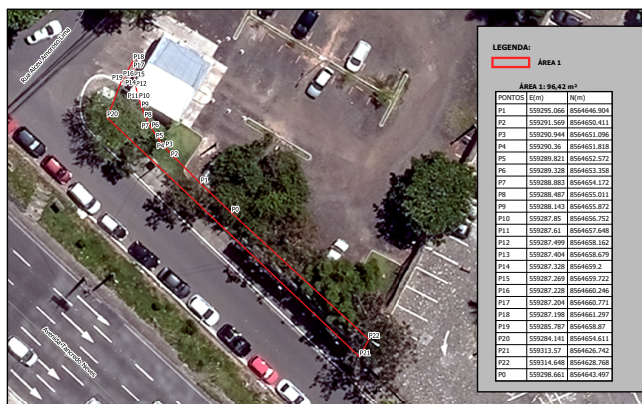 Rua Alceu Amoroso Lima
Avenida Tancredo Neves
P18
P17
P16 P15
P19
P14 P12
P11 P10
P9
P20
P8
P7 P6
P5
P4 P3
P2
P1
P0
P22
P21
LEGENDA:
ÁREA 1
ÁREA 1: 96,42 m²
PONTOS E(m) N(m)
P1 559295.066 8564646.904
P2 559291.569 8564650.411
P3 559290.944 8564651.096
P4 559290.36 8564651.818
P5 559289.821 8564652.572
P6 559289.328 8564653.358
P7 559288.883 8564654.172
P8 559288.487 8564655.011
P9 559288.143 8564655.872
P10 559287.85 8564656.752
P11 559287.61 8564657.648
P12 559287.499 8564658.162
P13 559287.404 8564658.679
P14 559287.328 8564659.2
P15 559287.269 8564659.722
P16 559287.228 8564660.246
P17 559287.204 8564660.771
P18 559287.198 8564661.297
P19 559285.787 8564658.87
P20 559284.141 8564654.611
P21 559313.57 8564626.742
P22 559314.648 8564628.768
P0 559298.661 8564643.497